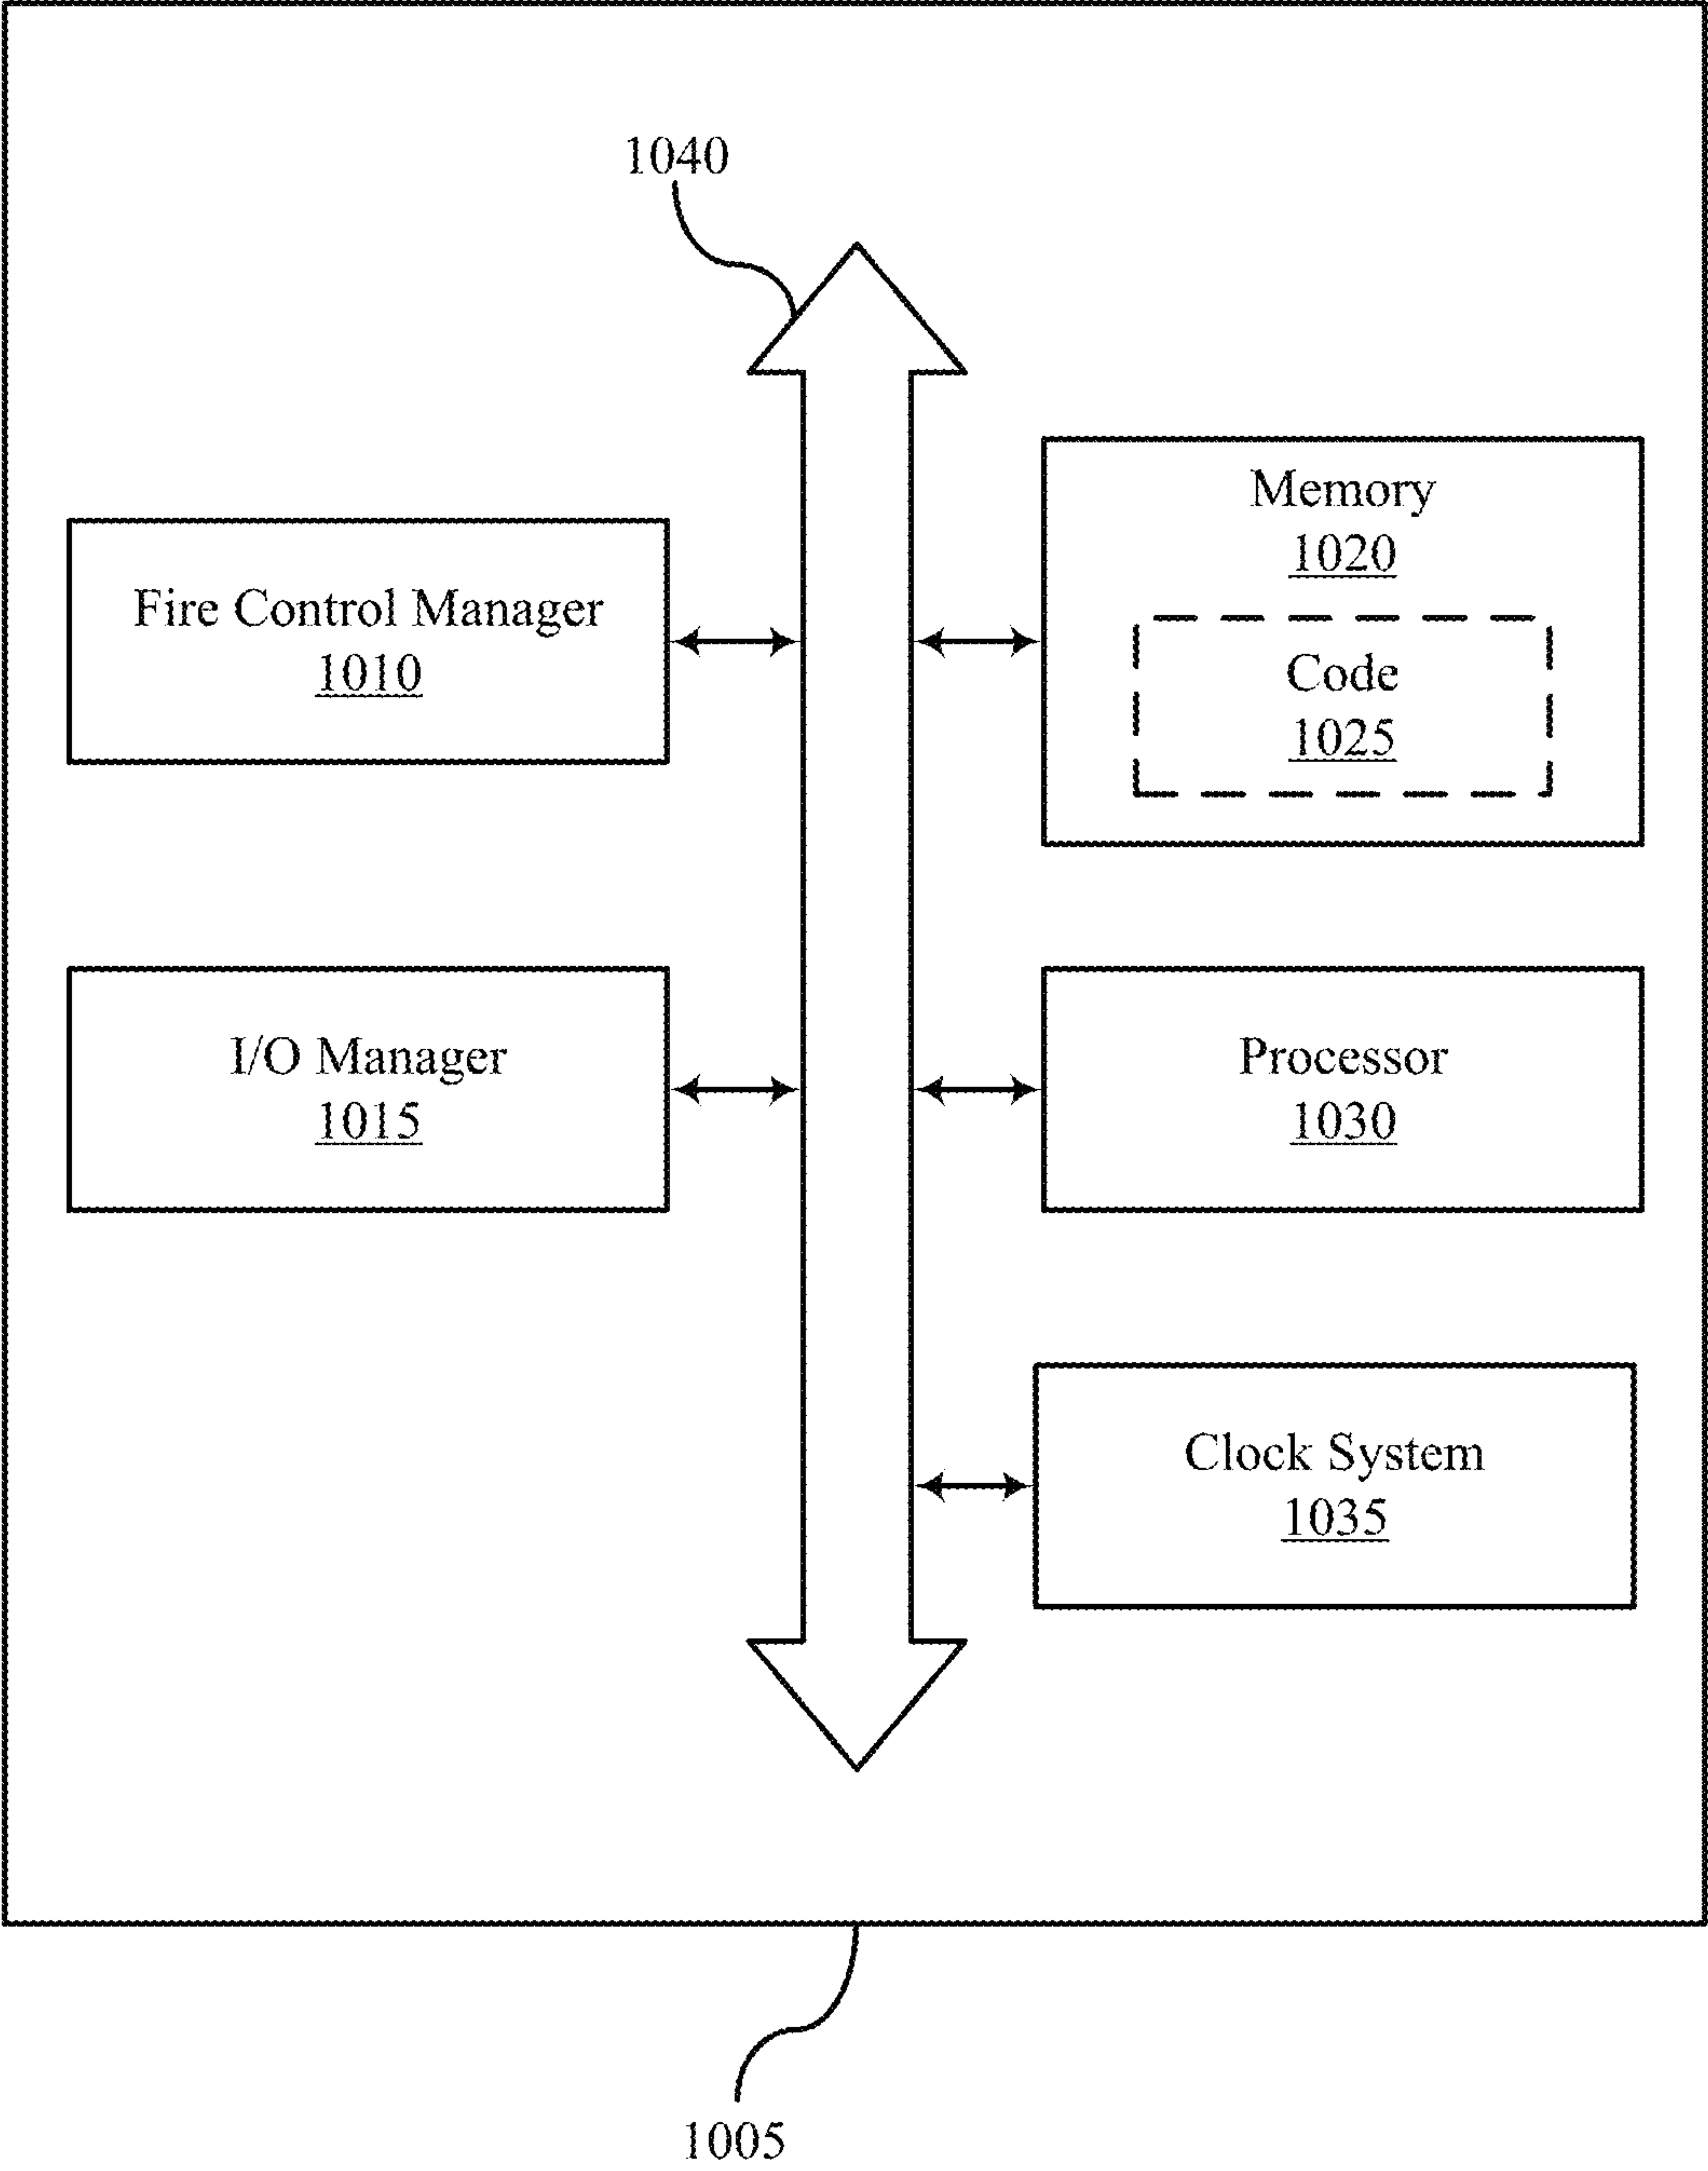 1040
Memory
1020
Code
1025
Fire Control Manager
1010
I/O Manager
1015
Processor
1030
Clock System
1035
1005